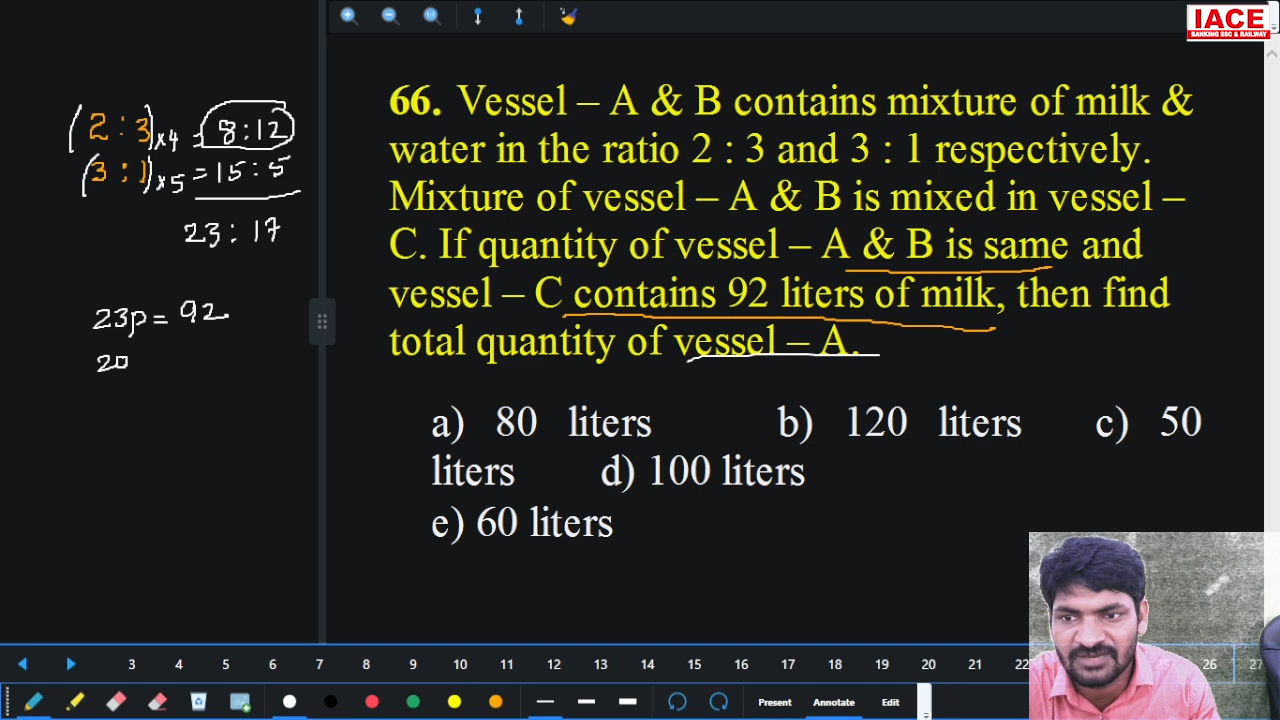 IACE
BANKING SSC & RAILWAY
(2 : 3)x4 = 8:12
(3 : 1)x5 = 15:5
23 : 17
23p = 92
20
66. Vessel – A & B contains mixture of milk &
water in the ratio 2 : 3 and 3 : 1 respectively.
Mixture of vessel – A & B is mixed in vessel –
C. If quantity of vessel – A & B is same and
vessel – C contains 92 liters of milk, then find
total quantity of vessel – A.
a) 80 liters b) 120 liters c) 50
liters d) 100 liters
e) 60 liters
3 4 5 6 7 8 9 10 11 12 13 14 15 16 17 18 19 20 21 22 25 26 27
Present Annotate Edit